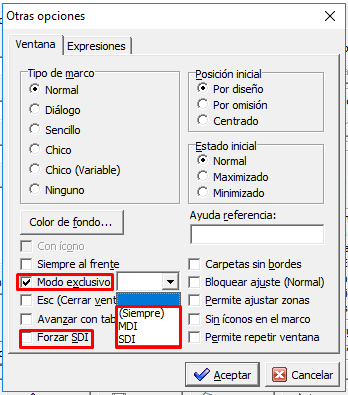 Otras opciones
Ventana
Expresiones
Tipo de marco
Normal
Diálogo
Sencillo
Chico
Chico (Variable)
Ninguno
Posición inicial
Por diseño
Por omisión
Centrado
Estado inicial
Normal
Maximizado
Minimizado
Color de fondo...
Ayuda referencia:
Con ícono
Siempre al frente
Modo exclusivo
Esc (Cerrar vent
Avanzar con tab
Forzar SDI
(Siempre)
MDI
SDI
Carpetas sin bordes
Bloquear ajuste (Normal)
Permite ajustar zonas
Sin íconos en el marco
Permite repetir ventana
Aceptar
Cancelar